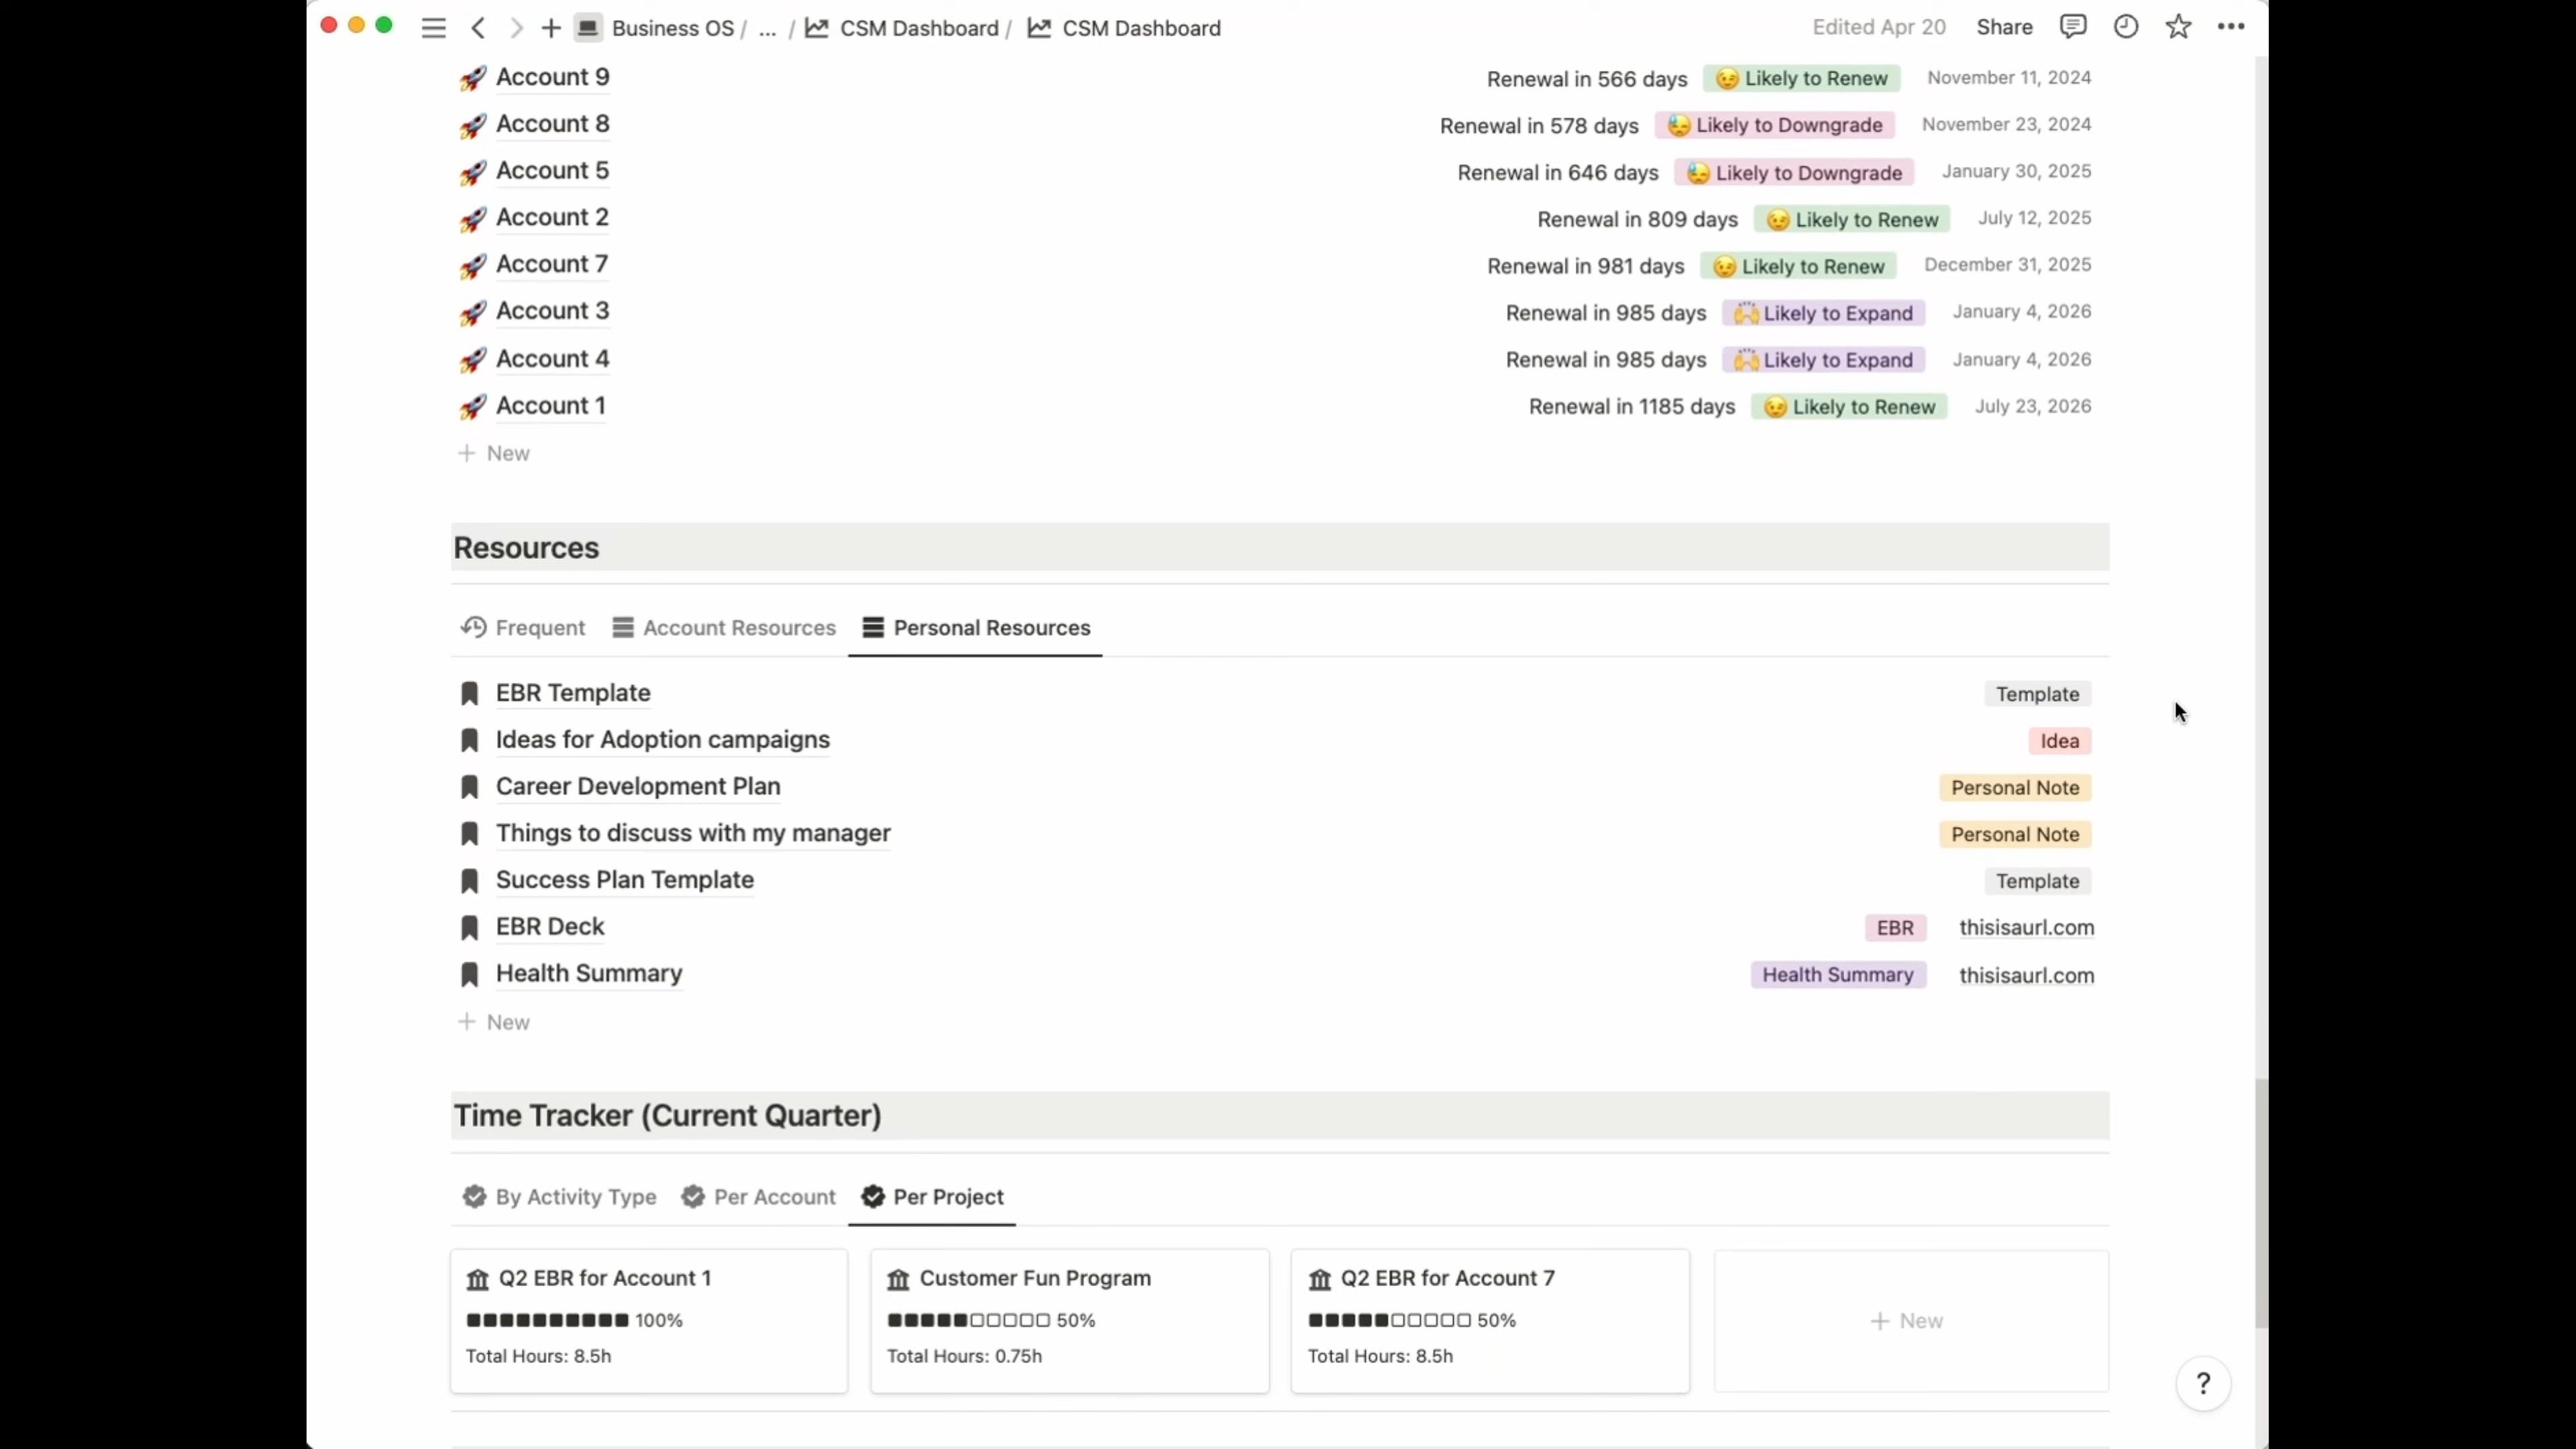 Business OS / ... / CSM Dashboard / CSM Dashboard Edited Apr 20 Share
Account 9 Renewal in 566 days 😉 Likely to Renew November 11, 2024
Account 8 Renewal in 578 days 😓 Likely to Downgrade November 23, 2024
Account 5 Renewal in 646 days 😓 Likely to Downgrade January 30, 2025
Account 2 Renewal in 809 days 😉 Likely to Renew July 12, 2025
Account 7 Renewal in 981 days 😉 Likely to Renew December 31, 2025
Account 3 Renewal in 985 days 🙌 Likely to Expand January 4, 2026
Account 4 Renewal in 985 days 🙌 Likely to Expand January 4, 2026
Account 1 Renewal in 1185 days 😉 Likely to Renew July 23, 2026
+ New
Resources
Frequent Account Resources Personal Resources
EBR Template Template
Ideas for Adoption campaigns Idea
Career Development Plan Personal Note
Things to discuss with my manager Personal Note
Success Plan Template Template
EBR Deck EBR thisisaurl.com
Health Summary Health Summary thisisaurl.com
+ New
Time Tracker (Current Quarter)
By Activity Type Per Account Per Project
Q2 EBR for Account 1
100%
Total Hours: 8.5h
Customer Fun Program
50%
Total Hours: 0.75h
Q2 EBR for Account 7
50%
Total Hours: 8.5h
+ New
?